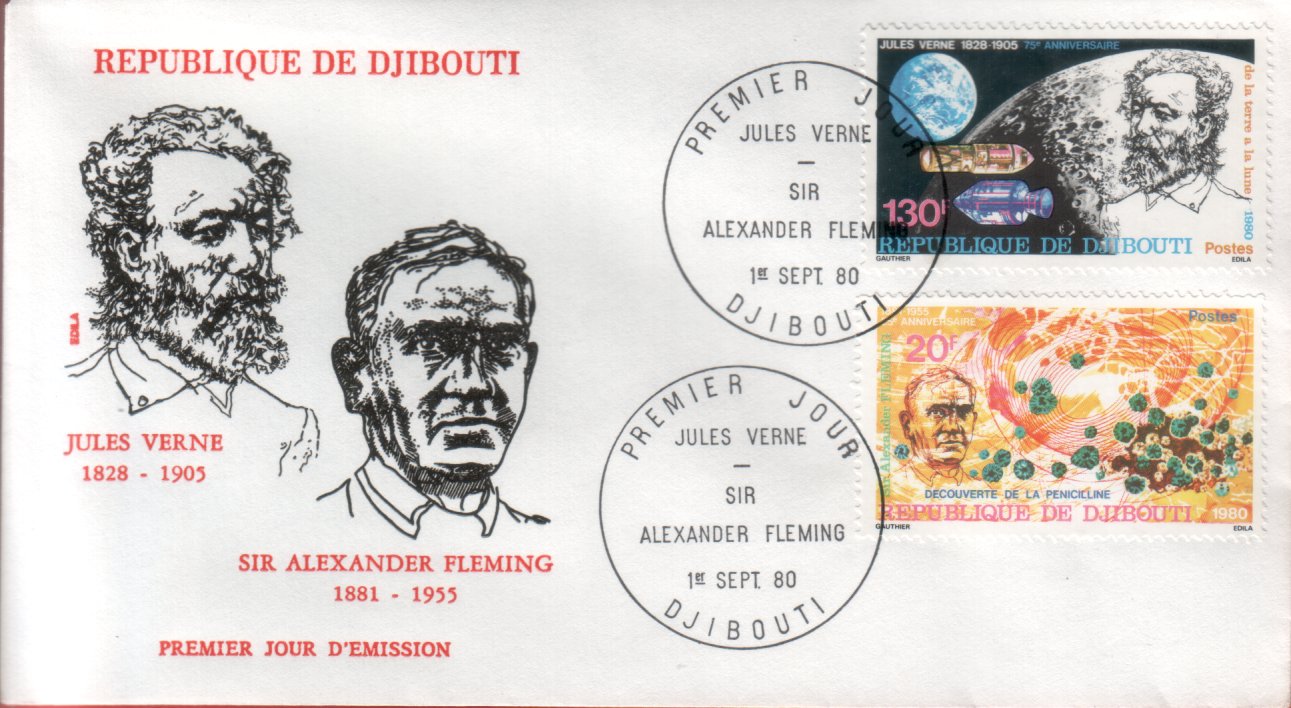 REPUBLIQUE DE DJIBOUTI
EDILA
JULES VERNE
1828 - 1905
SIR ALEXANDER FLEMING
1881 - 1955
PREMIER JOUR D'EMISSION
PREMIER JOUR
JULES VERNE
—
SIR
ALEXANDER FLEMING
1er SEPT. 80
DJIBOUTI
JULES VERNE 1828-1905 75e ANNIVERSAIRE
de la terre a la lune 1980
130F
REPUBLIQUE DE DJIBOUTI Postes
GAUTHIER EDILA
PREMIER JOUR
JULES VERNE
—
SIR
ALEXANDER FLEMING
1er SEPT. 80
DJIBOUTI
-1955
ANNIVERSAIRE
Postes
20F
Alexander FLEMING
DECOUVERTE DE LA PENICILLINE
REPUBLIQUE DE DJIBOUTI 1980
GAUTHIER EDILA